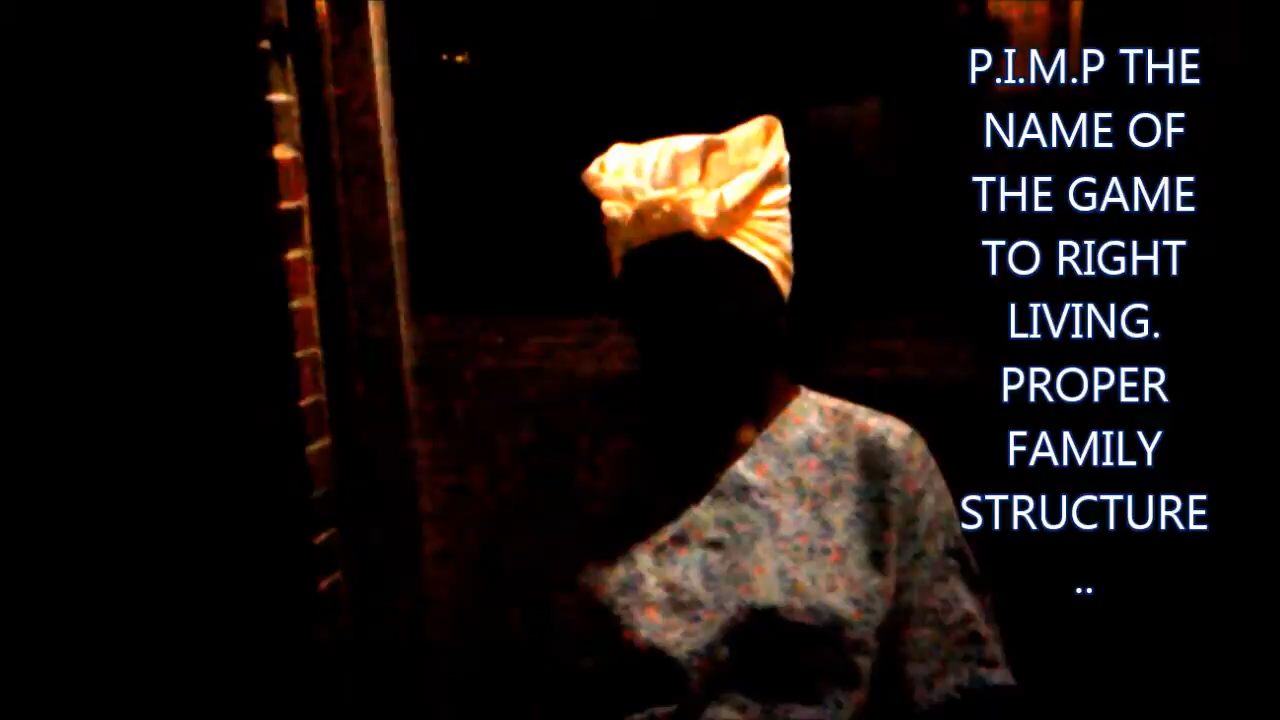 P.I.M.P THE
NAME OF
THE GAME
TO RIGHT
LIVING.
PROPER
FAMILY
STRUCTURE
..